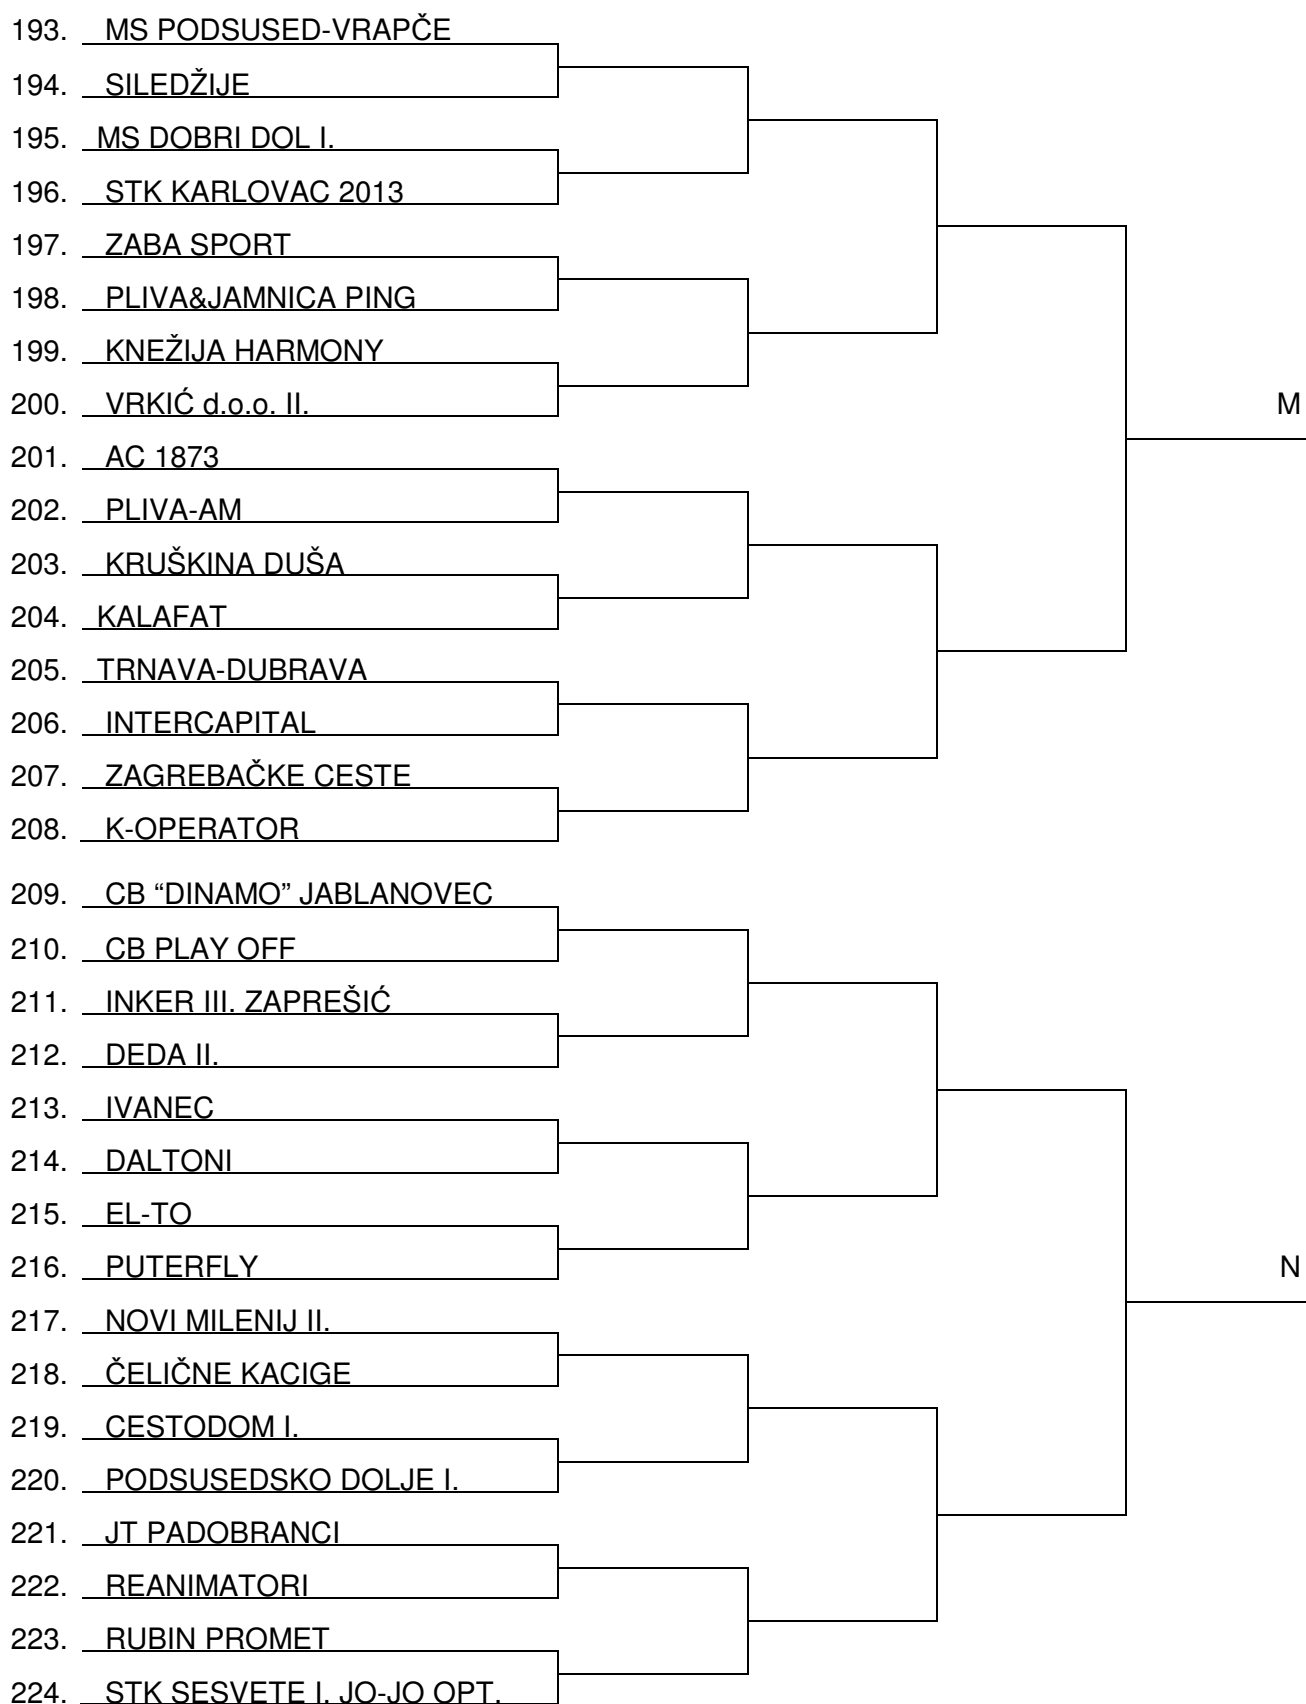 193. MS PODSUSED-VRAPČE
194. SILEDŽIJE
195. MS DOBRI DOL I.
196. STK KARLOVAC 2013
197. ZABA SPORT
198. PLIVA&JAMNICA PING
199. KNEŽIJA HARMONY
200. VRKIĆ d.o.o. II.
M
201. AC 1873
202. PLIVA-AM
203. KRUŠKINA DUŠA
204. KALAFAT
205. TRNAVA-DUBRAVA
206. INTERCAPITAL
207. ZAGREBAČKE CESTE
208. K-OPERATOR
209. CB “DINAMO” JABLANOVEC
210. CB PLAY OFF
211. INKER III. ZAPREŠIĆ
212. DEDA II.
213. IVANEC
214. DALTONI
215. EL-TO
216. PUTERFLY
N
217. NOVI MILENIJ II.
218. ČELIČNE KACIGE
219. CESTODOM I.
220. PODSUSEDSKO DOLJE I.
221. JT PADOBRANCI
222. REANIMATORI
223. RUBIN PROMET
224. STK SESVETE I. JO-JO OPT.